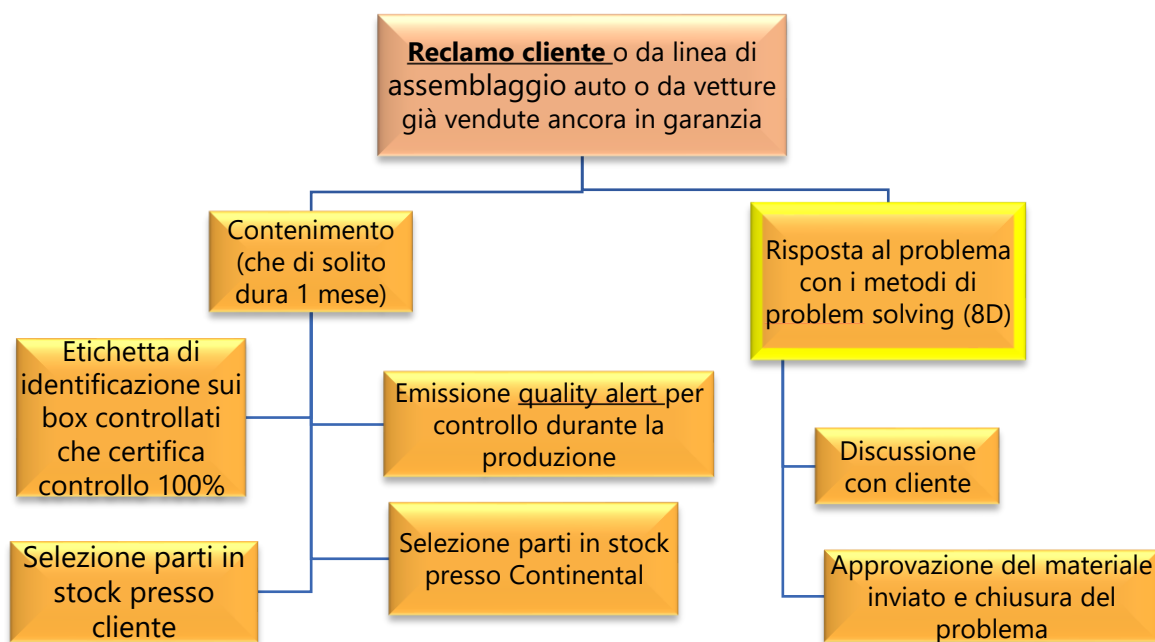 Reclamo cliente o da linea di
assemblaggio auto o da vetture
già vendute ancora in garanzia
Contenimento
(che di solito
dura 1 mese)
Risposta al problema
con i metodi di
problem solving (8D)
Etichetta di
identificazione sui
box controllati
che certifica
controllo 100%
Emissione quality alert per
controllo durante la
produzione
Discussione
con cliente
Selezione parti in
stock presso
cliente
Selezione parti in stock
presso Continental
Approvazione del materiale
inviato e chiusura del
problema